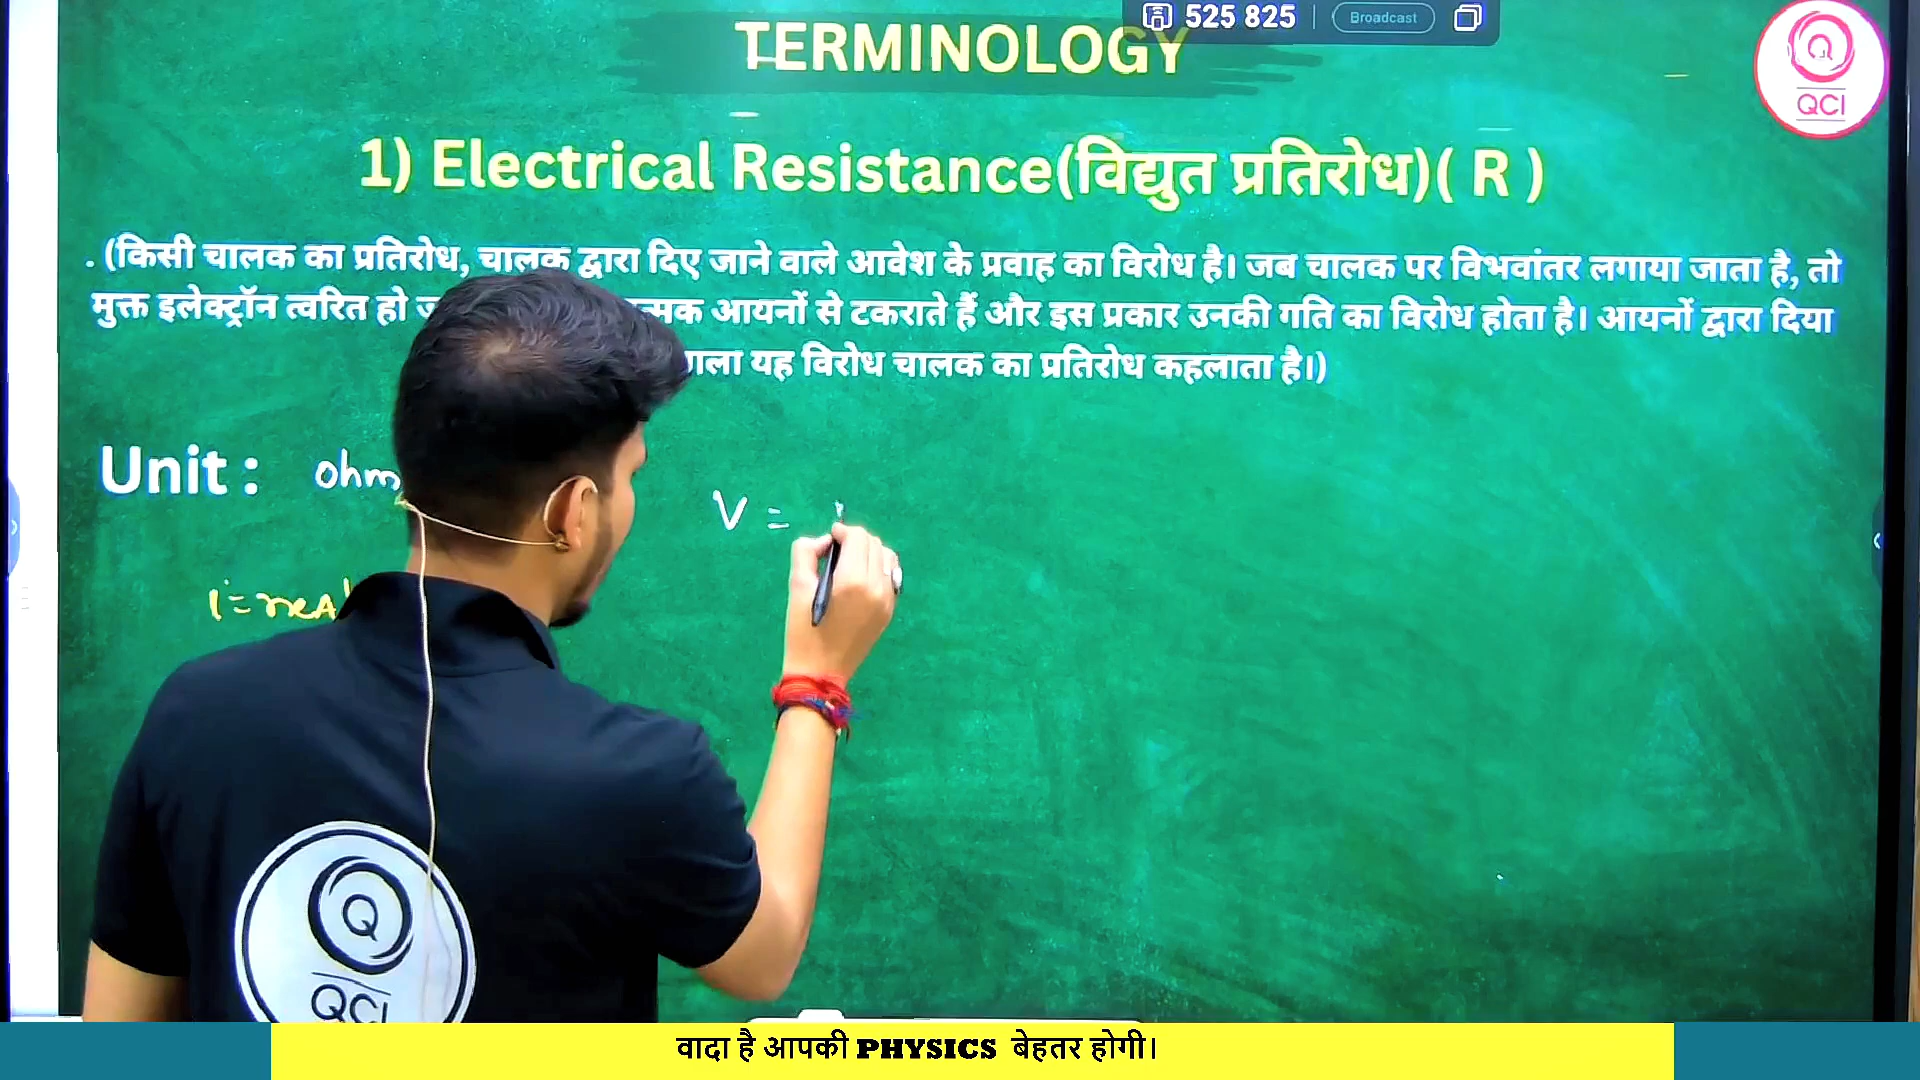 525 825 Broadcast
TERMINOLOGY
QCI
1) Electrical Resistance(विद्युत प्रतिरोध)( R )
. (किसी चालक का प्रतिरोध, चालक द्वारा दिए जाने वाले आवेश के प्रवाह का विरोध है। जब चालक पर विभवांतर लगाया जाता है, तो
मुक्त इलेक्ट्रॉन त्वरित हो आयनों से टकराते हैं और इस प्रकार उनकी गति का विरोध होता है। आयनों द्वारा दिया
यह विरोध चालक का प्रतिरोध कहलाता है।)
Unit : ohm
V =
i = neA
Q
QCI
वादा है आपकी PHYSICS बेहतर होगी।